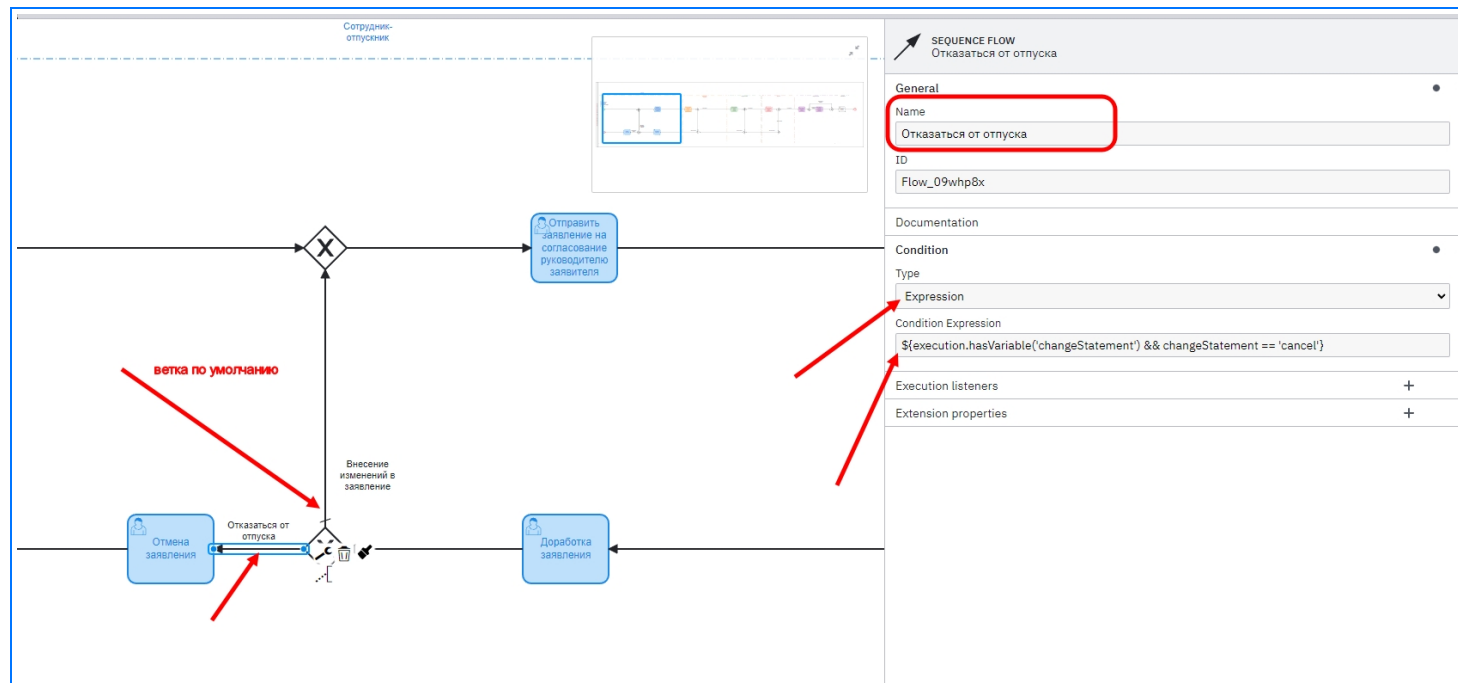 Сотрудник-
отпускник
Отправить
заявление на
согласование
руководителю
заявителя
ветка по умолчанию
Внесение
изменений в
заявление
Отказаться от
отпуска
Отмена
заявления
Доработка
заявления
SEQUENCE FLOW
Отказаться от отпуска
General
Name
Отказаться от отпуска
ID
Flow_09whp8x
Documentation
Condition
Type
Expression
Condition Expression
${execution.hasVariable('changeStatement') && changeStatement == 'cancel'}
Execution listeners
Extension properties